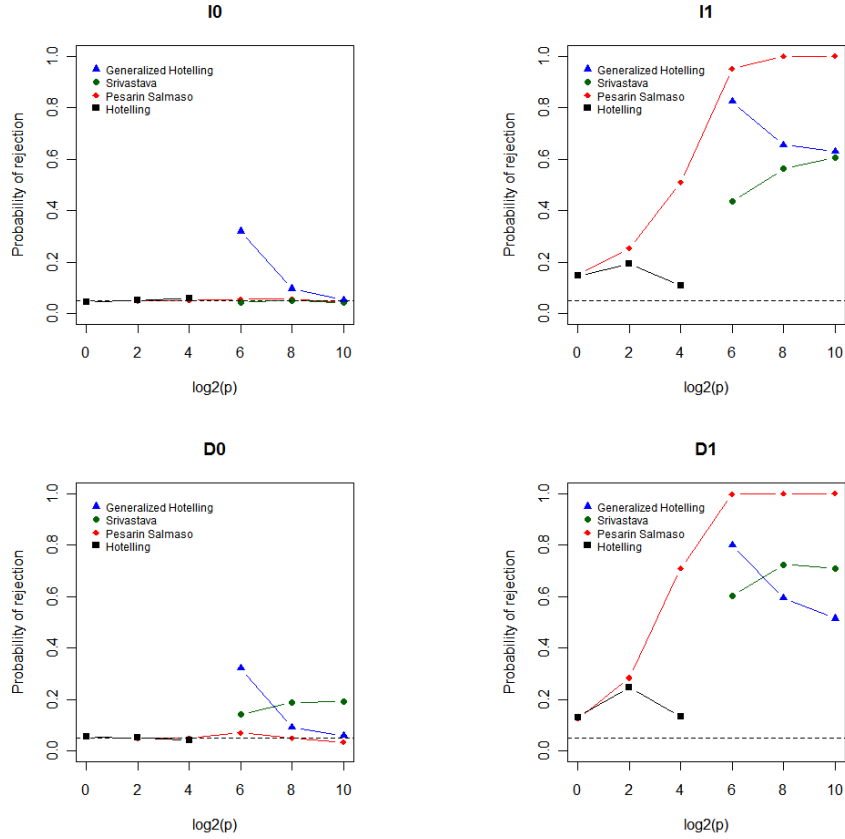 I0
Probability of rejection
1.0
0.8
0.6
0.4
0.2
0.0
Generalized Hotelling
Srivastava
Pesarin Salmaso
Hotelling
0 2 4 6 8 10
log2(p)
I1
Probability of rejection
1.0
0.8
0.6
0.4
0.2
0.0
Generalized Hotelling
Srivastava
Pesarin Salmaso
Hotelling
0 2 4 6 8 10
log2(p)
D0
Probability of rejection
1.0
0.8
0.6
0.4
0.2
0.0
Generalized Hotelling
Srivastava
Pesarin Salmaso
Hotelling
0 2 4 6 8 10
log2(p)
D1
Probability of rejection
1.0
0.8
0.6
0.4
0.2
0.0
Generalized Hotelling
Srivastava
Pesarin Salmaso
Hotelling
0 2 4 6 8 10
log2(p)